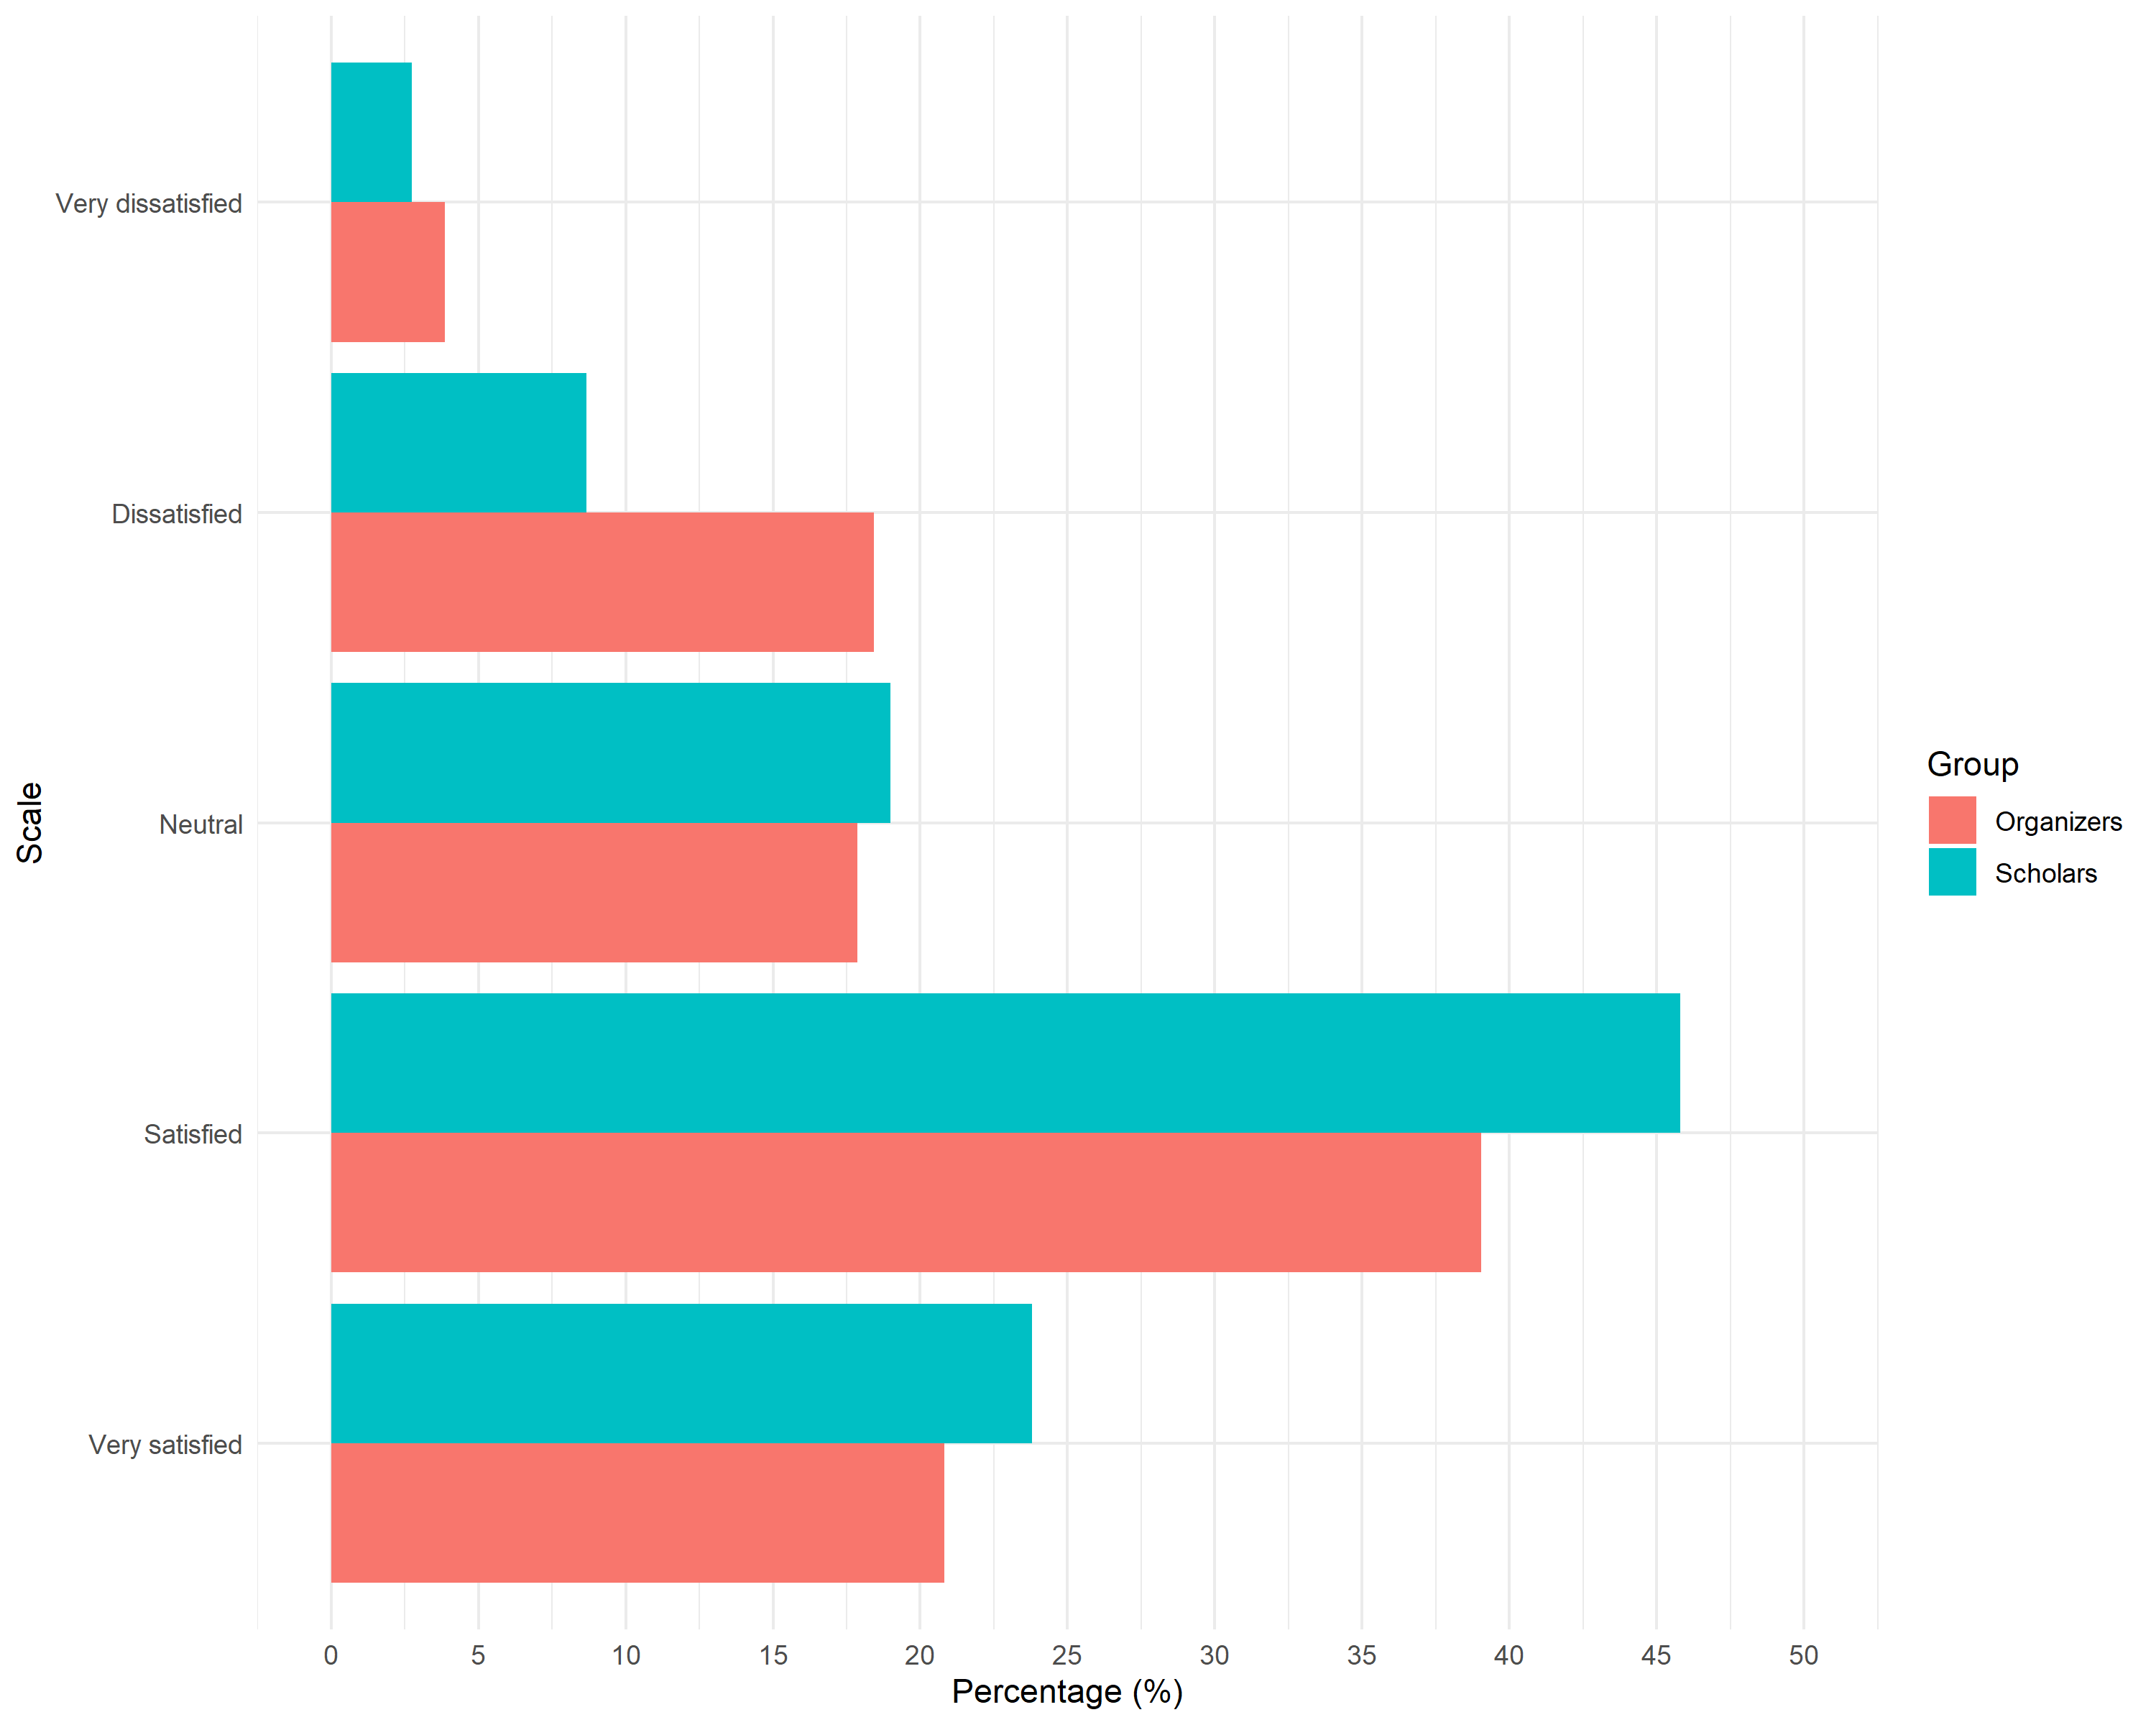 Very dissatisfied
Dissatisfied
Neutral
Satisfied
Very satisfied
Scale
0 5 10 15 20 25 30 35 40 45 50
Percentage (%)
Group
Organizers
Scholars